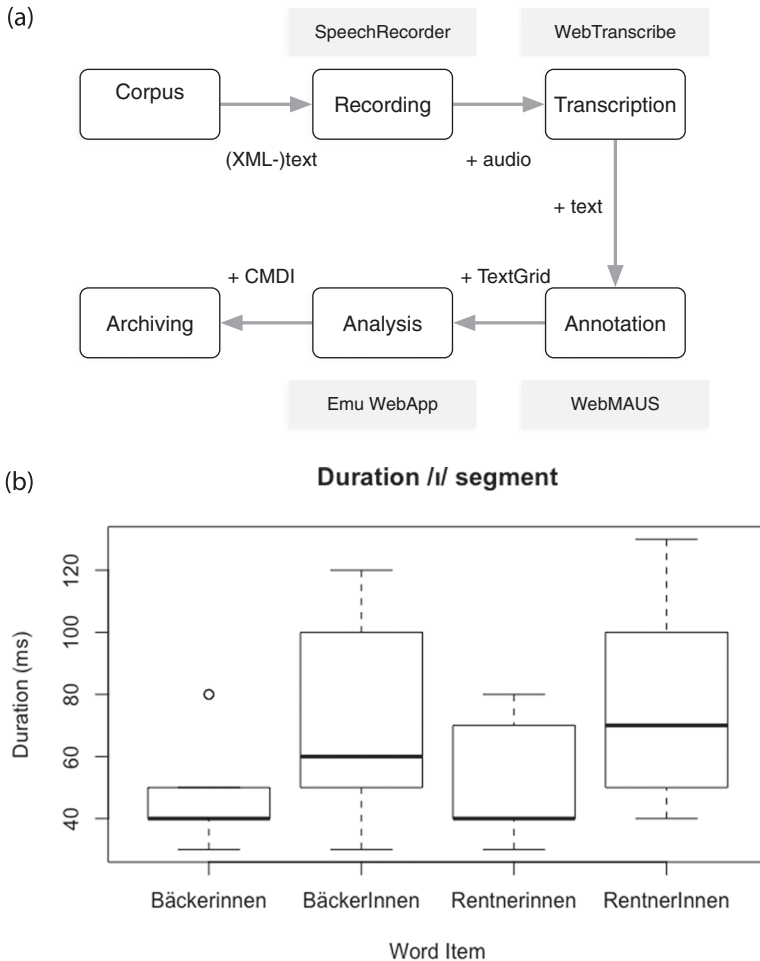 (a)
SpeechRecorder WebTranscribe
Corpus Recording Transcription
(XML-)text + audio
+ text
+ CMDI + TextGrid
Archiving Analysis Annotation
Emu WebApp WebMAUS
(b)
Duration /ɪ/ segment
Duration (ms)
120
100
80
60
40
Bäckerinnen BäckerInnen Rentnerinnen RentnerInnen
Word Item